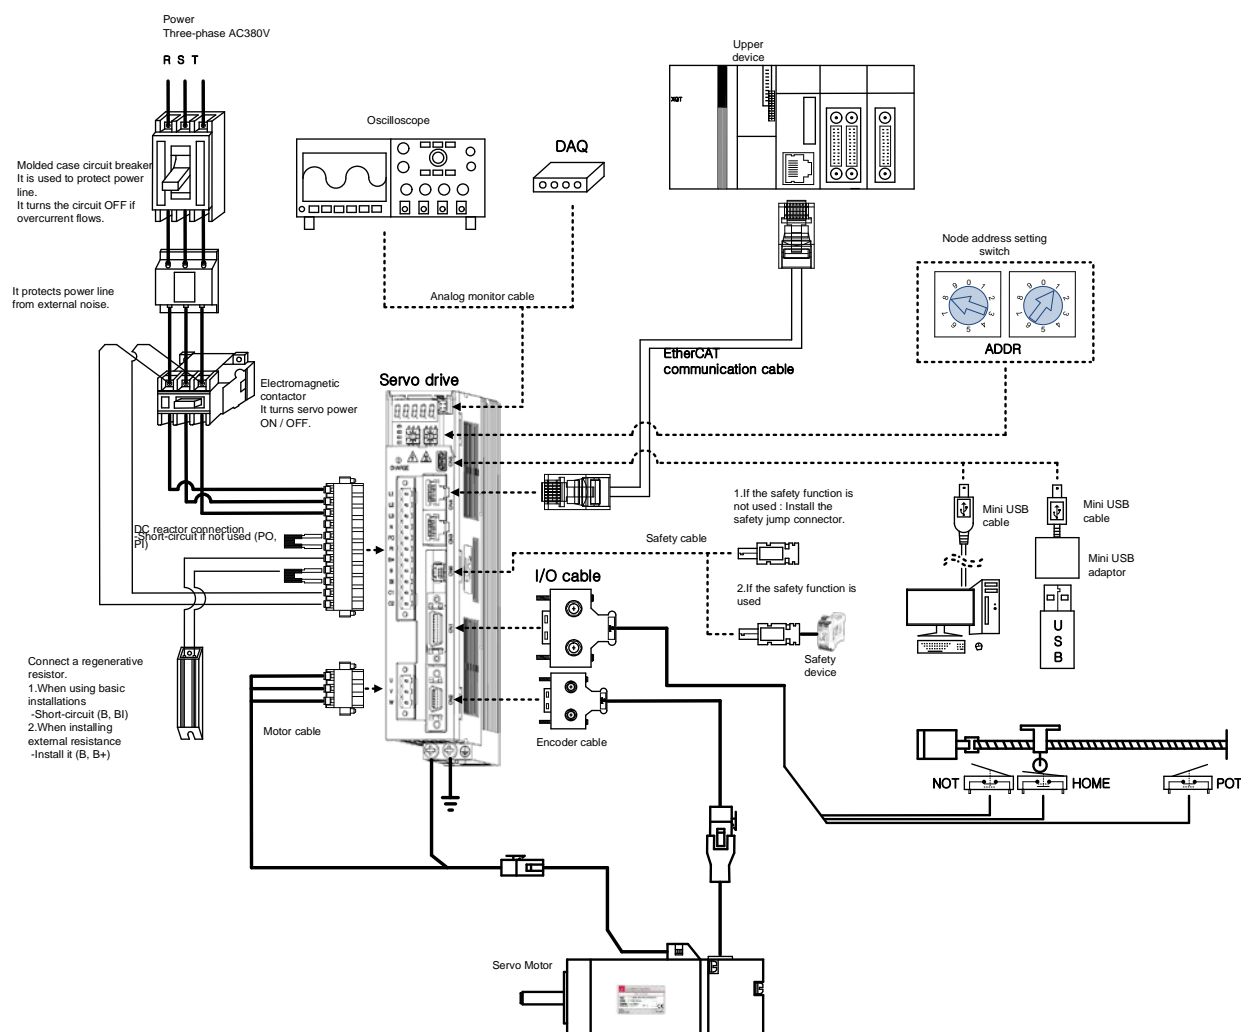 Power
Three-phase AC380V
R S T
Upper
device
XGT
Oscilloscope
DAQ
Molded case circuit breaker
It is used to protect power
line.
It turns the circuit OFF if
overcurrent flows.
Node address setting
switch
ADDR
It protects power line
from external noise.
Analog monitor cable
EtherCAT
communication cable
Electromagnetic
contactor
It turns servo power
ON / OFF.
Servo drive
CHARGE
1.If the safety function is
not used : Install the
safety jump connector.
Mini USB
cable
Mini USB
cable
DC reactor connection
-Short-circuit if not used (PO,
PI)
Safety cable
Mini USB
adaptor
I/O cable
2.If the safety function is
used
USB
Safety
device
Connect a regenerative
resistor.
1.When using basic
installations
-Short-circuit (B, BI)
2.When installing
external resistance
-Install it (B, B+)
Motor cable
Encoder cable
NOT
HOME
POT
Servo Motor